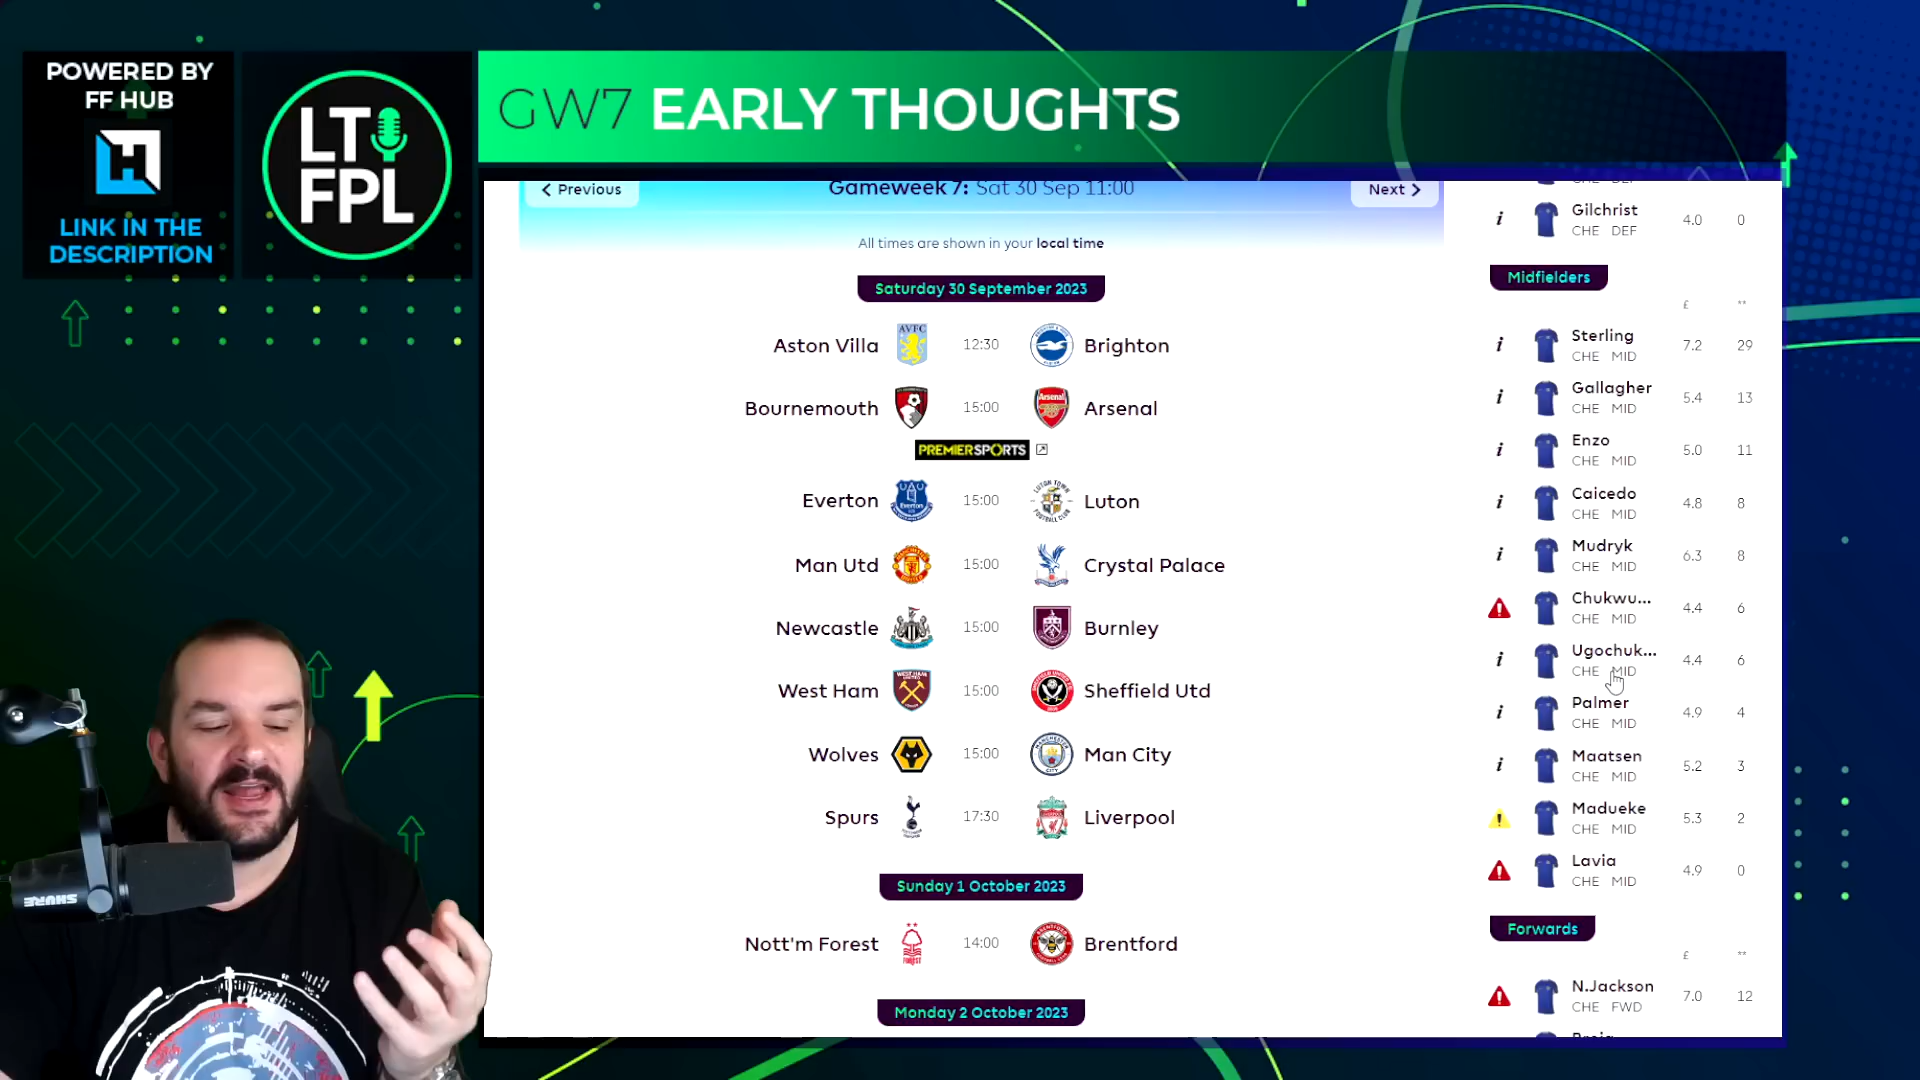 POWERED BY
FF HUB
LINK IN THE
DESCRIPTION
LT
FPL
GW7 EARLY THOUGHTS
Previous
Gameweek 7: Sat 30 Sep 11:00
Next
All times are shown in your local time
Saturday 30 September 2023
Aston Villa 12:30 Brighton
Bournemouth 15:00 Arsenal
PREMIERSPORTS
Everton 15:00 Luton
Man Utd 15:00 Crystal Palace
Newcastle 15:00 Burnley
West Ham 15:00 Sheffield Utd
Wolves 15:00 Man City
Spurs 17:30 Liverpool
Sunday 1 October 2023
Nott'm Forest 14:00 Brentford
Monday 2 October 2023
CHE DEF
Gilchrist 4.0 0
CHE DEF
Midfielders
£ **
Sterling 7.2 29
CHE MID
Gallagher 5.4 13
CHE MID
Enzo 5.0 11
CHE MID
Caicedo 4.8 8
CHE MID
Mudryk 6.3 8
CHE MID
Chukwu... 4.4 6
CHE MID
Ugochuk... 4.4 6
CHE MID
Palmer 4.9 4
CHE MID
Maatsen 5.2 3
CHE MID
Madueke 5.3 2
CHE MID
Lavia 4.9 0
CHE MID
Forwards
£ **
N.Jackson 7.0 12
CHE FWD
SHURE